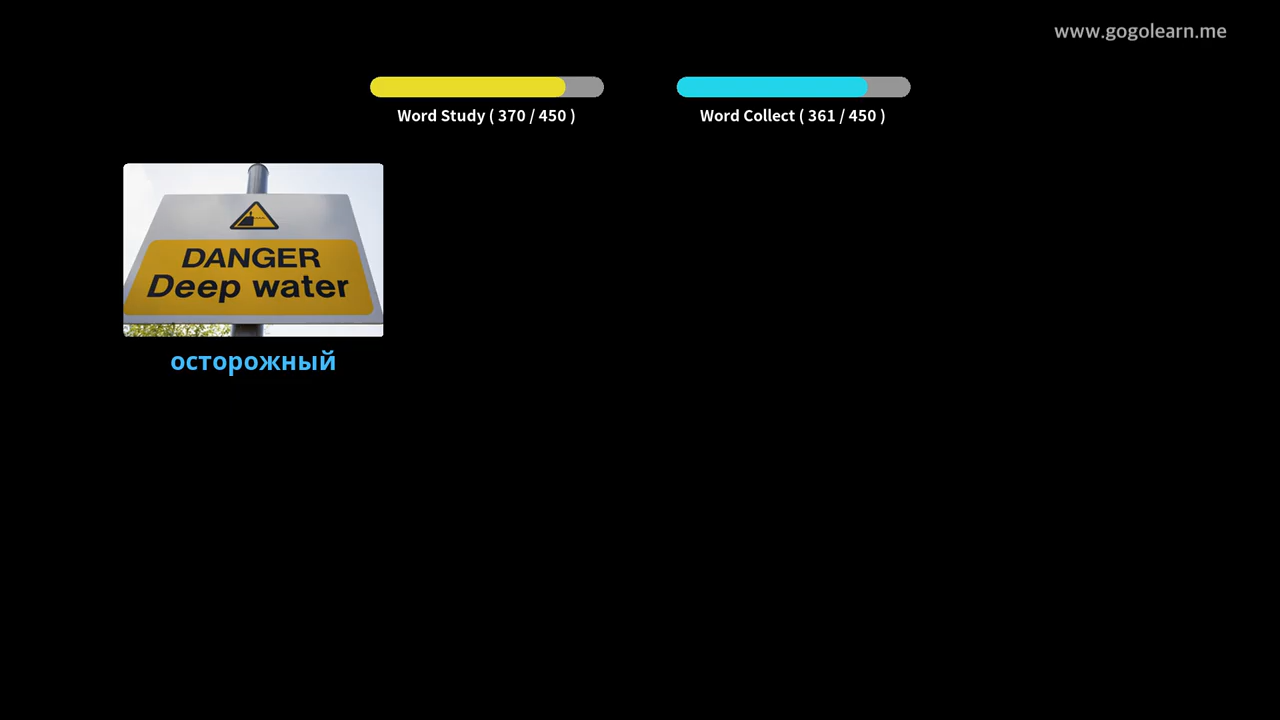 www.gogolearn.me
Word Study ( 370 / 450 )
Word Collect ( 361 / 450 )
DANGER
Deep water
осторожный